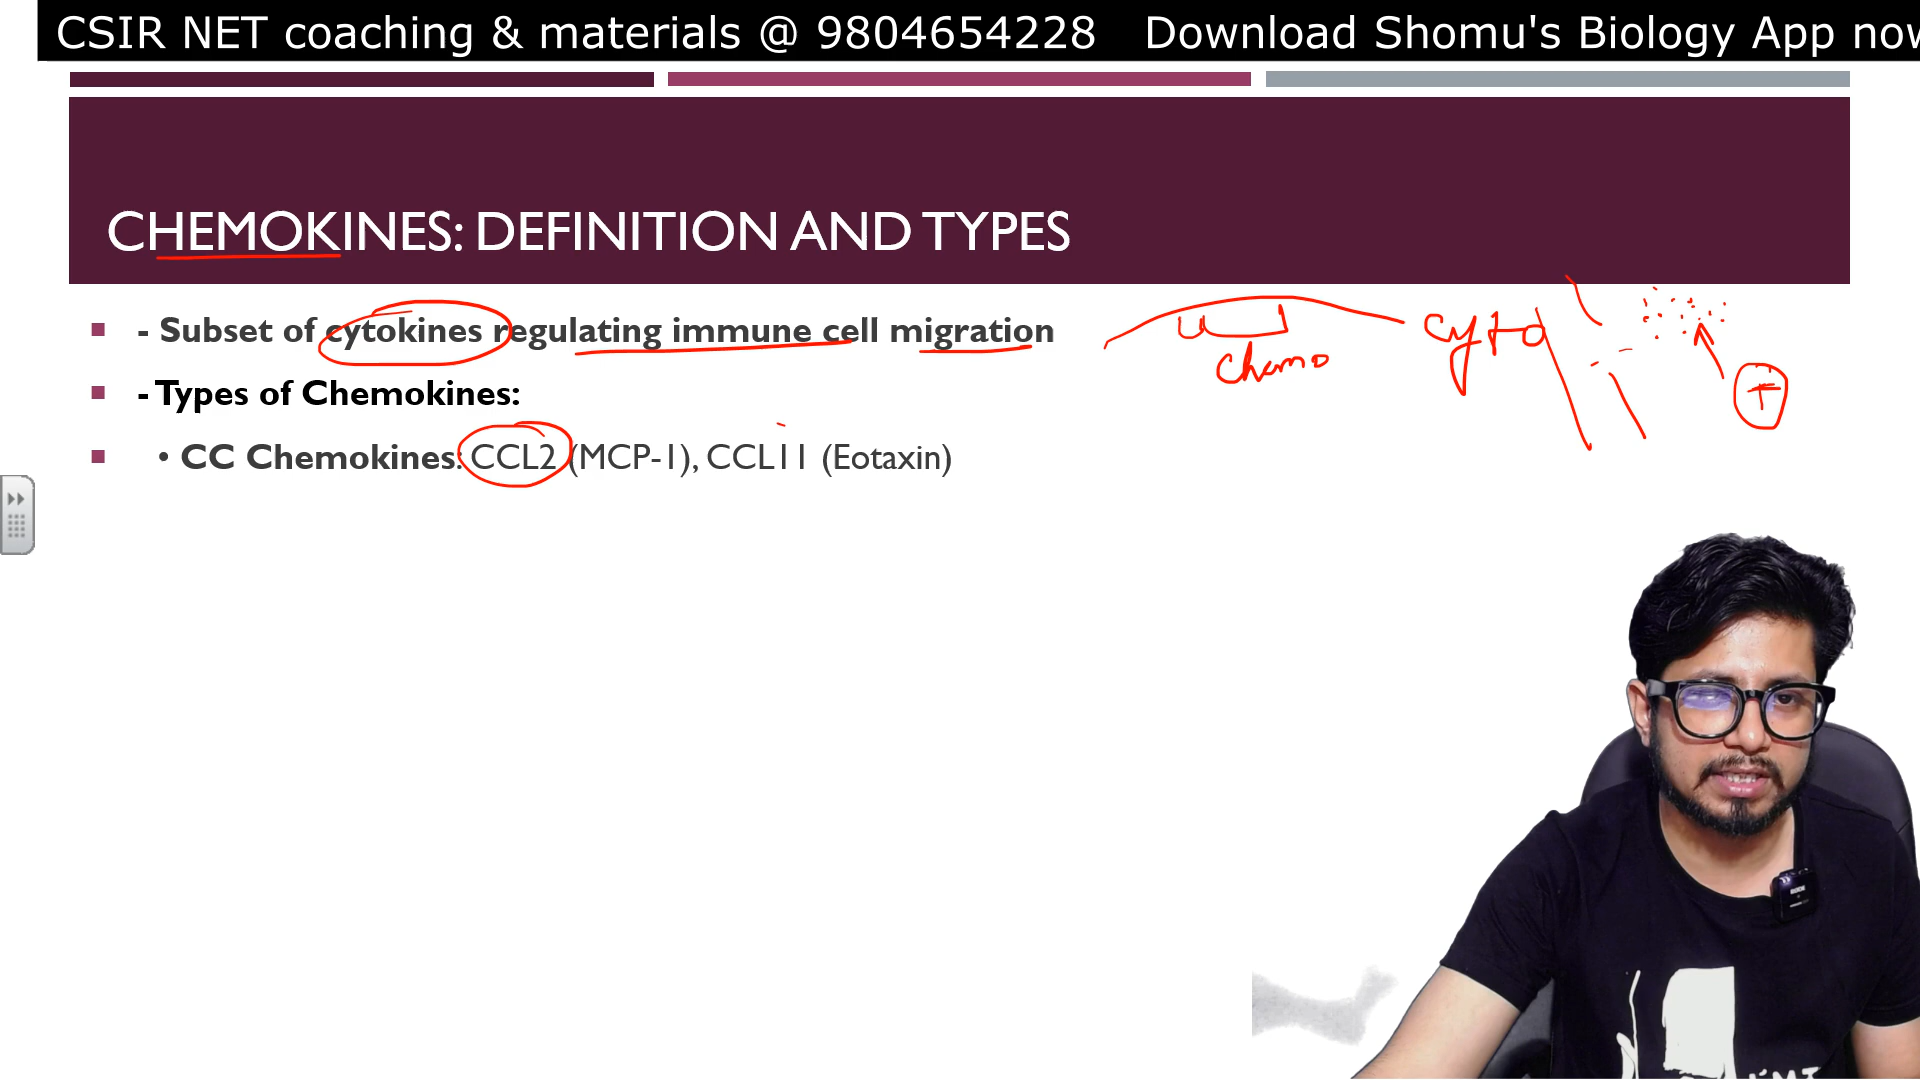 CSIR NET coaching & materials @ 9804654228 Download Shomu's Biology App now
CHEMOKINES: DEFINITION AND TYPES
- Subset of cytokines regulating immune cell migration
Chemo
cyto
T
- Types of Chemokines:
• CC Chemokines: CCL2 (MCP-1), CCL11 (Eotaxin)